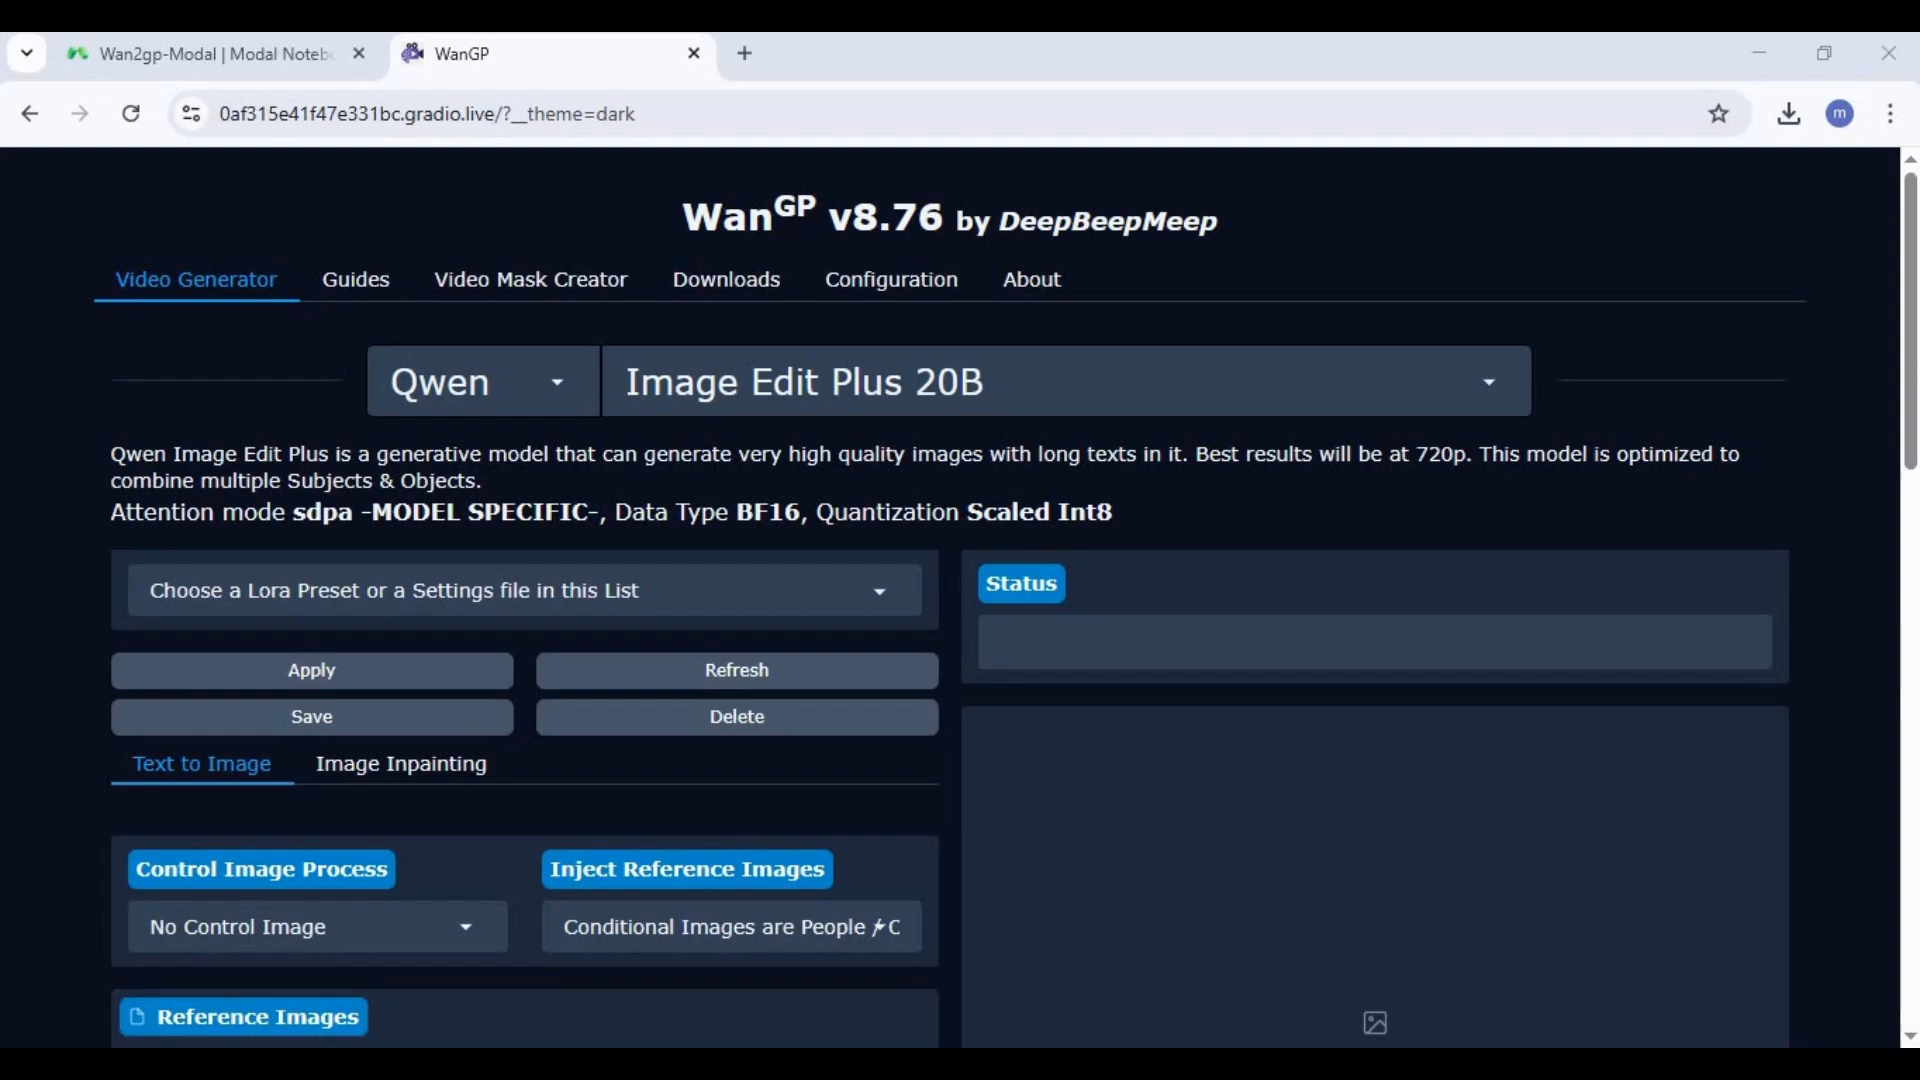 Wan2gp-Modal | Modal Noteb
WanGP
0af315e41f47e331bc.gradio.live/?__theme=dark
m
WanGP v8.76 by DeepBeepMeep
Video Generator Guides Video Mask Creator Downloads Configuration About
Qwen Image Edit Plus 20B
Qwen Image Edit Plus is a generative model that can generate very high quality images with long texts in it. Best results will be at 720p. This model is optimized to
combine multiple Subjects & Objects.
Attention mode sdpa -MODEL SPECIFIC-, Data Type BF16, Quantization Scaled Int8
Choose a Lora Preset or a Settings file in this List
Status
Apply Refresh
Save Delete
Text to Image Image Inpainting
Control Image Process Inject Reference Images
No Control Image Conditional Images are People /
Reference Images